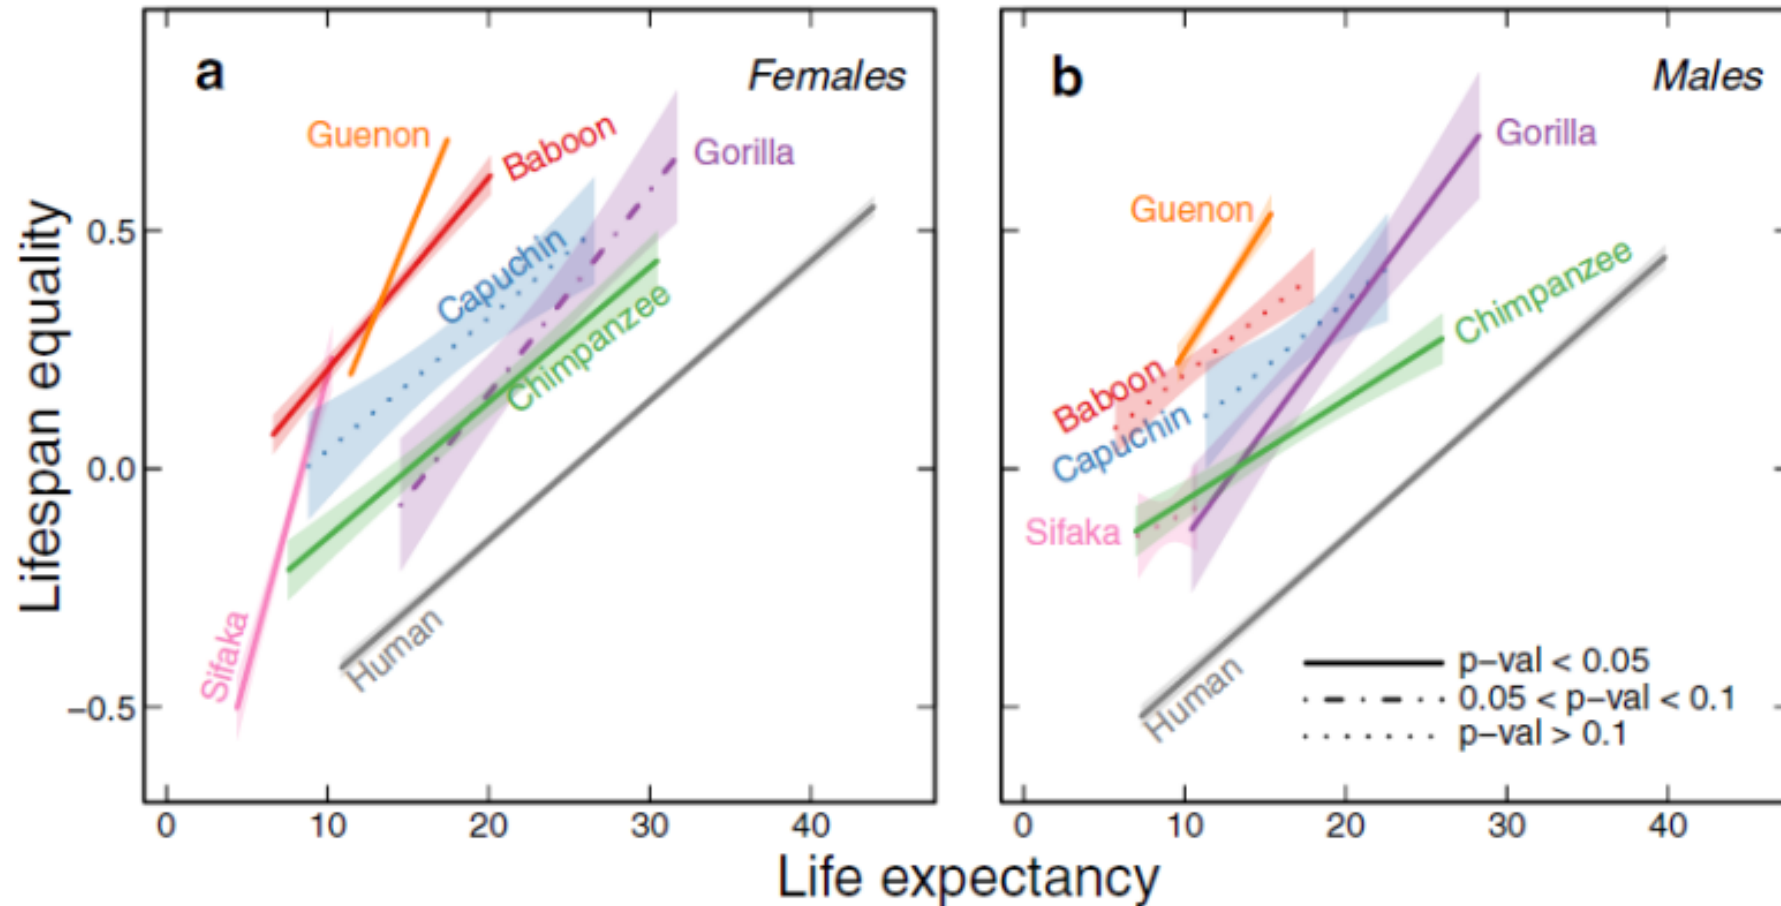 a
Females
Guenon
Baboon
Gorilla
Capuchin
Chimpanzee
Sifaka
Human
Lifespan equality
0.5
0.0
−0.5
0 10 20 30 40
b
Males
Gorilla
Guenon
Chimpanzee
Baboon
Capuchin
Sifaka
Human
p−val < 0.05
0.05 < p−val < 0.1
p−val > 0.1
0 10 20 30 40
Life expectancy